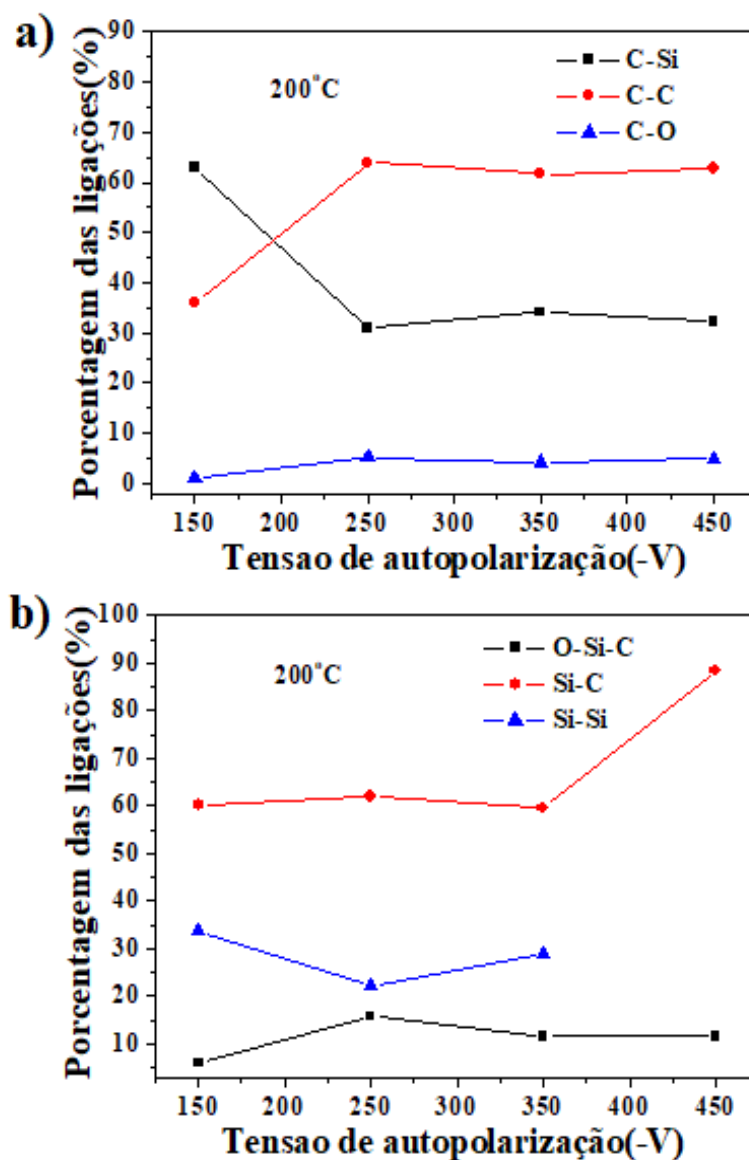 a)
Porcentagem das ligações(%)
90
80
70
60
50
40
30
20
10
0
200°C
C-Si
C-C
C-O
150 200 250 300 350 400 450
Tensao de autopolarização(-V)
b)
Porcentagem das ligações(%)
100
90
80
70
60
50
40
30
20
10
200°C
O-Si-C
Si-C
Si-Si
150 200 250 300 350 400 450
Tensao de autopolarização(-V)